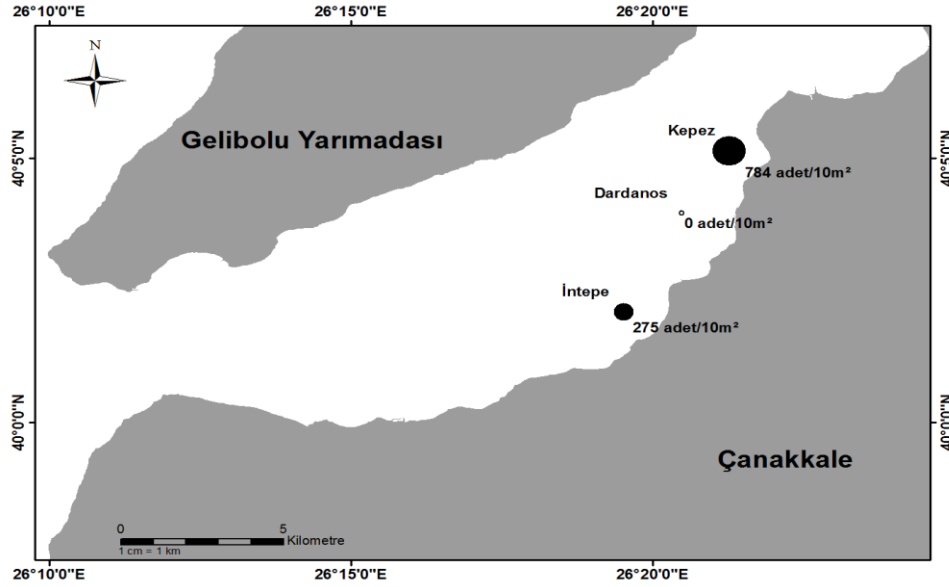 26°10'0"E 26°15'0"E 26°20'0"E
N
Gelibolu Yarımadası
Kepez
40°5'0"N 40°5'0"N
784 adet/10m²
Dardanos
0 adet/10m²
İntepe
275 adet/10m²
40°0'0"N 40°0'0"N
Çanakkale
0 5
Kilometre
1 cm = 1 km
26°10'0"E 26°15'0"E 26°20'0"E